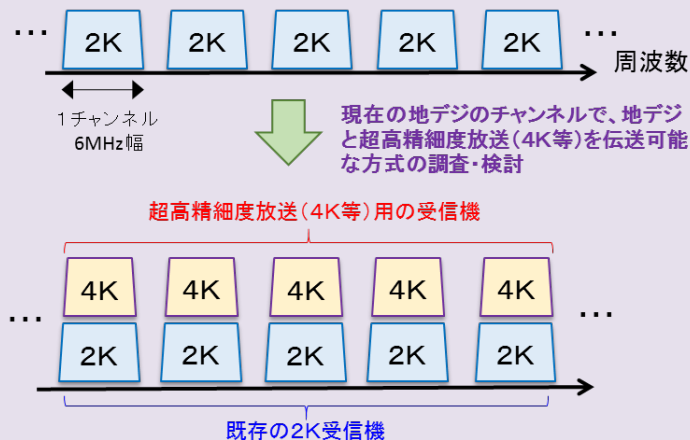 … 2K 2K 2K 2K 2K …
周波数
1チャンネル
6MHz幅
現在の地デジのチャンネルで、地デジ
と超高精細度放送(4K等)を伝送可能
な方式の調査・検討
超高精細度放送(4K等)用の受信機
4K 4K 4K 4K 4K
… …
2K 2K 2K 2K 2K
既存の2K受信機